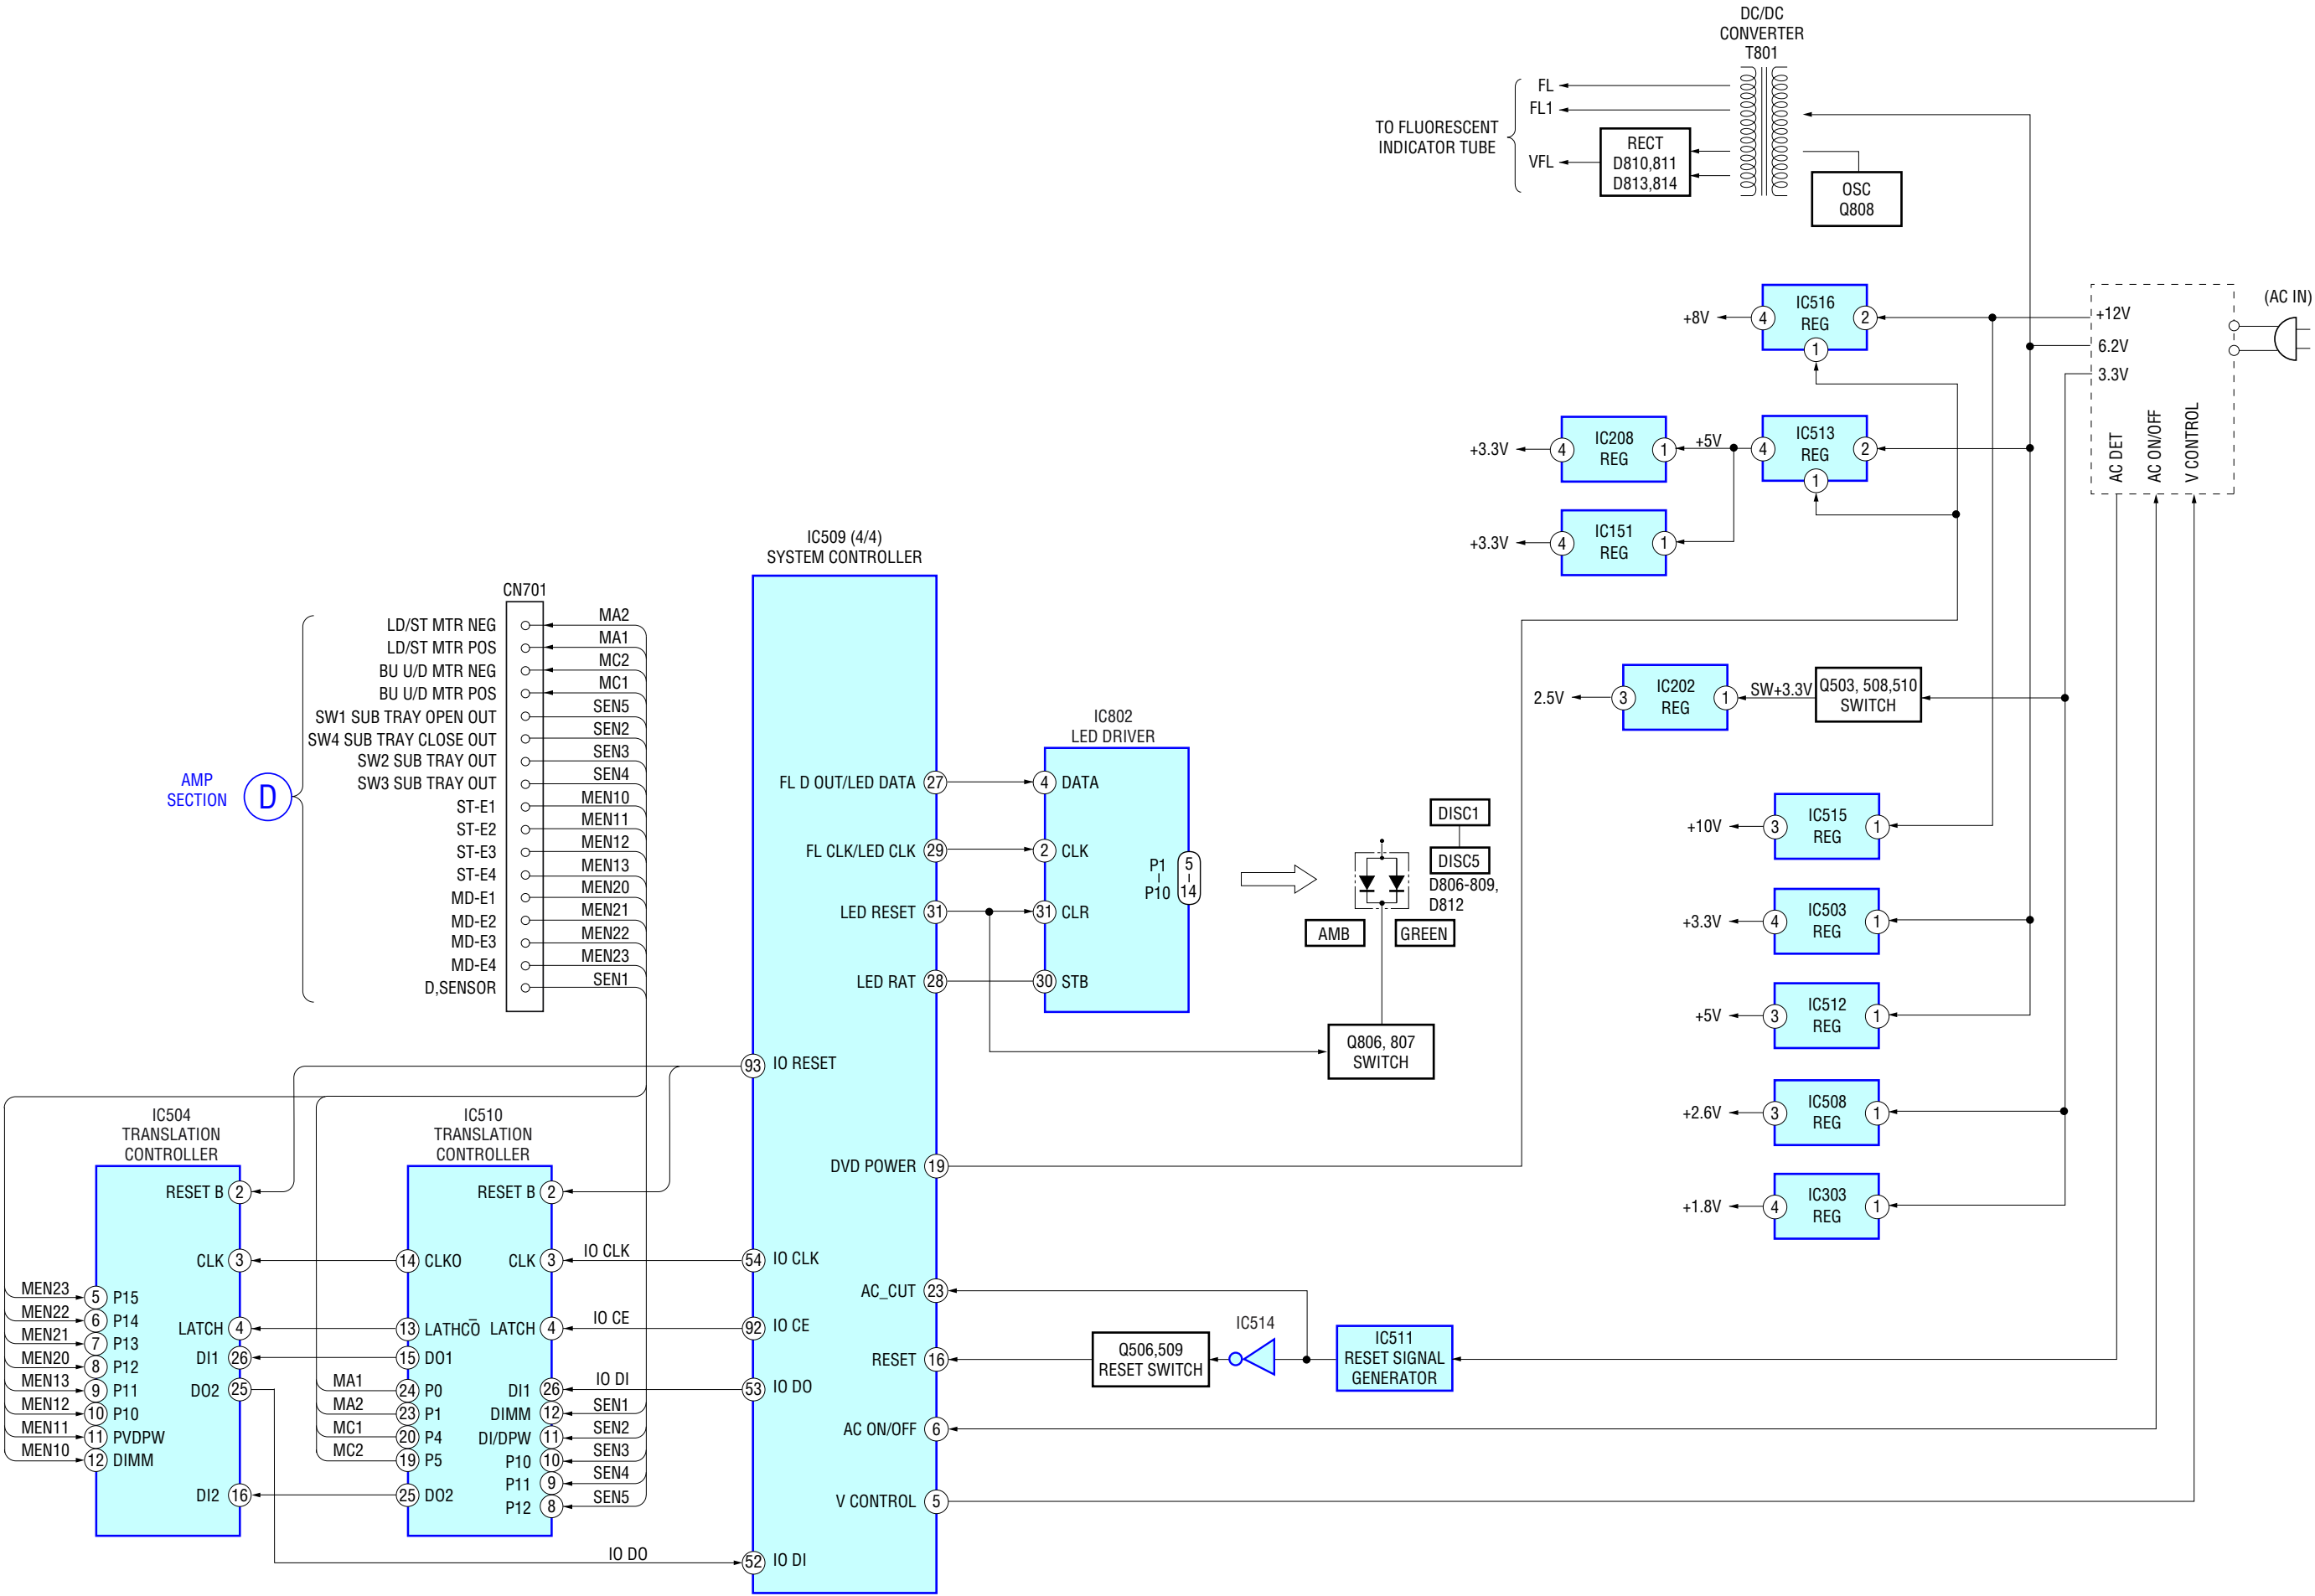 DC/DC
CONVERTER
T801
FL
FL1
VFL
TO FLUORESCENT
INDICATOR TUBE
RECT
D810,811
D813,814
OSC
Q808
IC516
REG
+8V
4
2
1
+12V
6.2V
3.3V
(AC IN)
AC DET
AC ON/OFF
V CONTROL
IC208
REG
+3.3V
4
1
+5V
IC513
REG
4
2
1
IC151
REG
+3.3V
4
1
IC202
REG
2.5V
3
1
SW+3.3V
Q503, 508,510
SWITCH
IC515
REG
+10V
3
1
IC503
REG
+3.3V
4
1
IC512
REG
+5V
3
1
IC508
REG
+2.6V
3
1
IC303
REG
+1.8V
4
1
IC509 (4/4)
SYSTEM CONTROLLER
FL D OUT/LED DATA 27
FL CLK/LED CLK 29
LED RESET 31
LED RAT 28
93 IO RESET
DVD POWER 19
54 IO CLK
AC_CUT 23
92 IO CE
RESET 16
53 IO DO
AC ON/OFF 6
V CONTROL 5
52 IO DI
IC802
LED DRIVER
4 DATA
2 CLK
31 CLR
30 STB
P1
P10
5
14
DISC1
DISC5
D806-809,
D812
AMB
GREEN
Q806, 807
SWITCH
IC514
Q506,509
RESET SWITCH
IC511
RESET SIGNAL
GENERATOR
CN701
AMP
SECTION
D
LD/ST MTR NEG MA2
LD/ST MTR POS MA1
BU U/D MTR NEG MC2
BU U/D MTR POS MC1
SW1 SUB TRAY OPEN OUT SEN5
SW4 SUB TRAY CLOSE OUT SEN2
SW2 SUB TRAY OUT SEN3
SW3 SUB TRAY OUT SEN4
ST-E1 MEN10
ST-E2 MEN11
ST-E3 MEN12
ST-E4 MEN13
MD-E1 MEN20
MD-E2 MEN21
MD-E3 MEN22
MD-E4 MEN23
D,SENSOR SEN1
IC504
TRANSLATION
CONTROLLER
RESET B 2
CLK 3
MEN23 5 P15
MEN22 6 P14
MEN21 7 P13
MEN20 8 P12
MEN13 9 P11
MEN12 10 P10
MEN11 11 PVDPW
MEN10 12 DIMM
LATCH 4
DI1 26
DO2 25
DI2 16
IC510
TRANSLATION
CONTROLLER
RESET B 2
14 CLKO
CLK 3
IO CLK
13 LATHCO̅
LATCH 4
IO CE
15 DO1
MA1 24 P0
MA2 23 P1
MC1 20 P4
MC2 19 P5
25 DO2
DI1 26
IO DI
DIMM 12 SEN1
DI/DPW 11 SEN2
P10 10 SEN3
P11 9 SEN4
P12 8 SEN5
IO DO